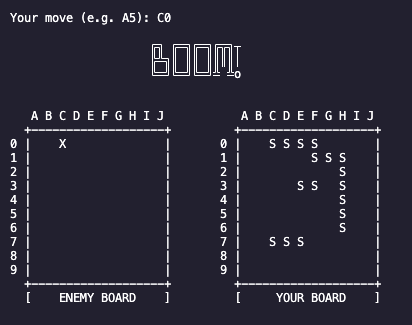 Your move (e.g. A5): C0
BOOM!
A B C D E F G H I J A B C D E F G H I J
+--------------------+ +--------------------+
0 | X | 0 | S S S S |
1 | | 1 | S S S |
2 | | 2 | S |
3 | | 3 | S S S |
4 | | 4 | S |
5 | | 5 | S |
6 | | 6 | S |
7 | | 7 | S S S |
8 | | 8 | |
9 | | 9 | |
+--------------------+ +--------------------+
[ ENEMY BOARD ] [ YOUR BOARD ]